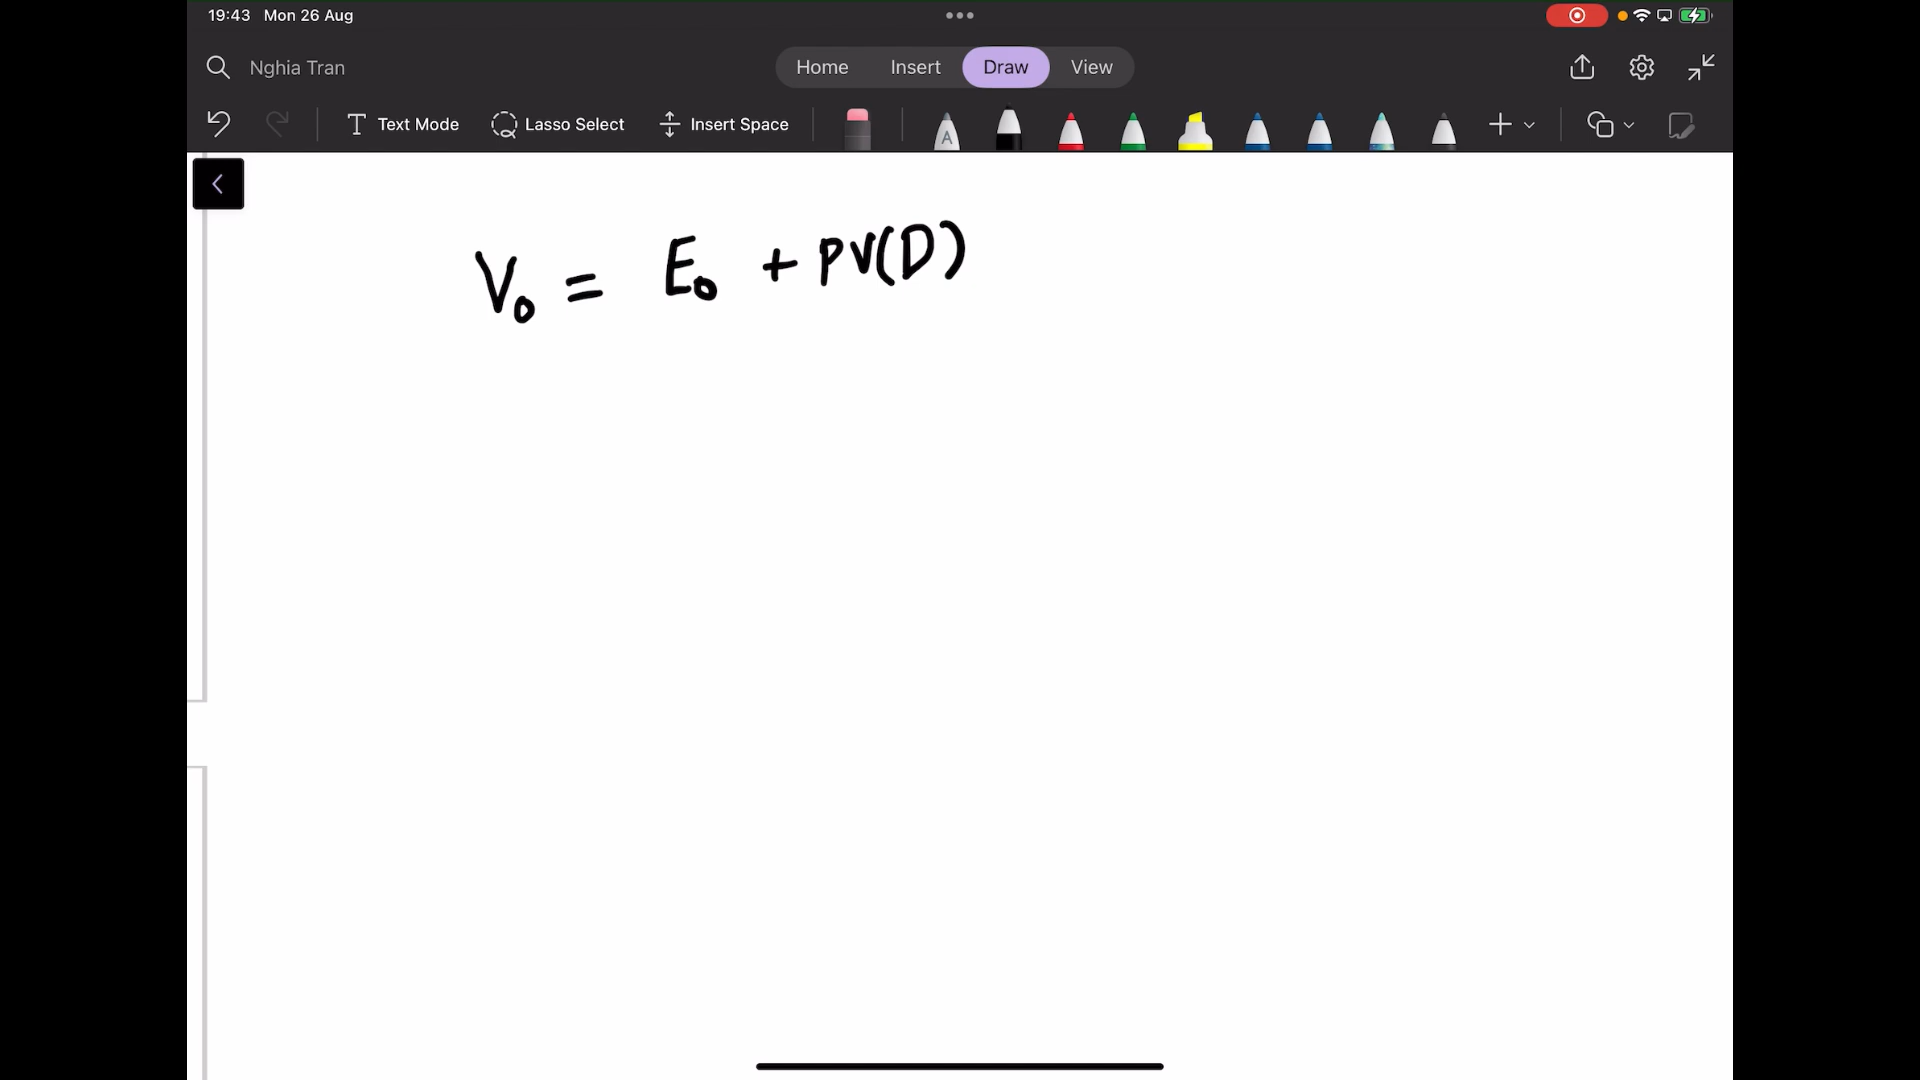 19:43 Mon 26 Aug
Nghia Tran
Home Insert Draw View
Text Mode Lasso Select Insert Space A
V₀ = E₀ + PV(D)